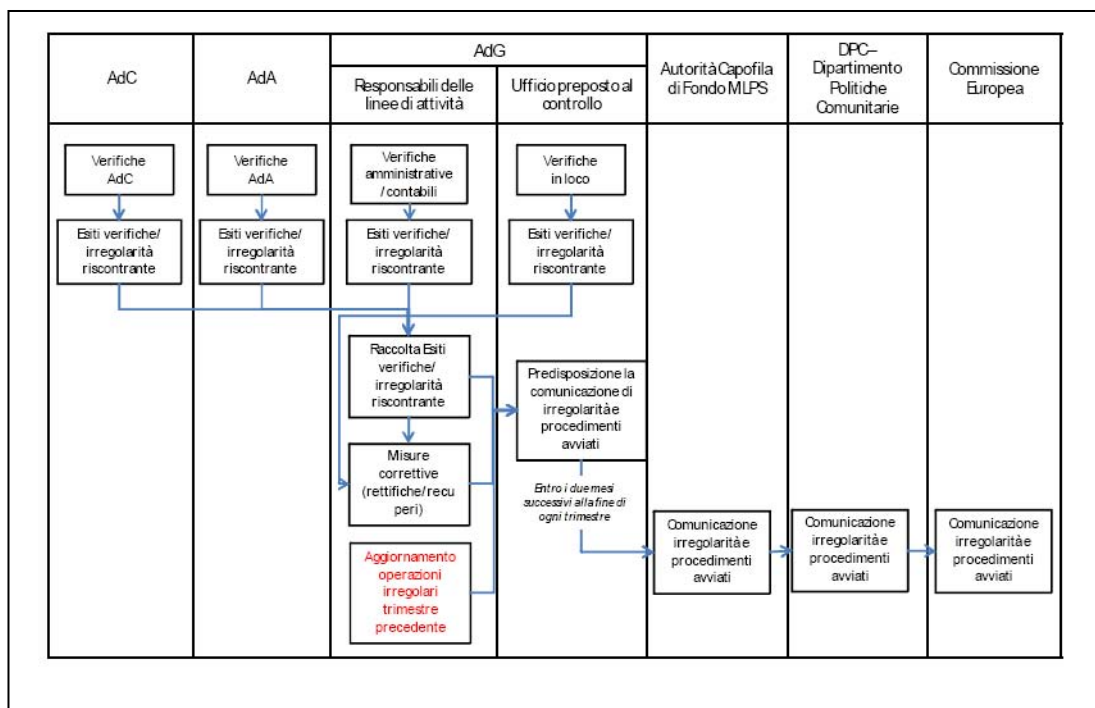 AdC
AdA
AdG
Responsabili delle
linee di attività
Ufficio preposto al
controllo
Autorità Capofila
di Fondo MLPS
DPC–
Dipartimento
Politiche
Comunitarie
Commissione
Europea
Verifiche
AdC
Verifiche
AdA
Verifiche
amministrative
/contabili
Verifiche
in loco
Esiti verifiche/
irregolarità
riscontrante
Esiti verifiche/
irregolarità
riscontrante
Esiti verifiche/
irregolarità
riscontrante
Esiti verifiche/
irregolarità
riscontrante
Raccolta Esiti
verifiche/
irregolarità
riscontrante
Predisposizione la
comunicazione di
irregolarità e
procedimenti
avviati
Misure
correttive
(rettifiche/recu
peri)
Entro i due mesi
successivi alla fine di
ogni trimestre
Aggiornamento
operazioni
irregolari
trimestre
precedente
Comunicazione
irregolarità e
procedimenti
avviati
Comunicazione
irregolarità e
procedimenti
avviati
Comunicazione
irregolarità e
procedimenti
avviati